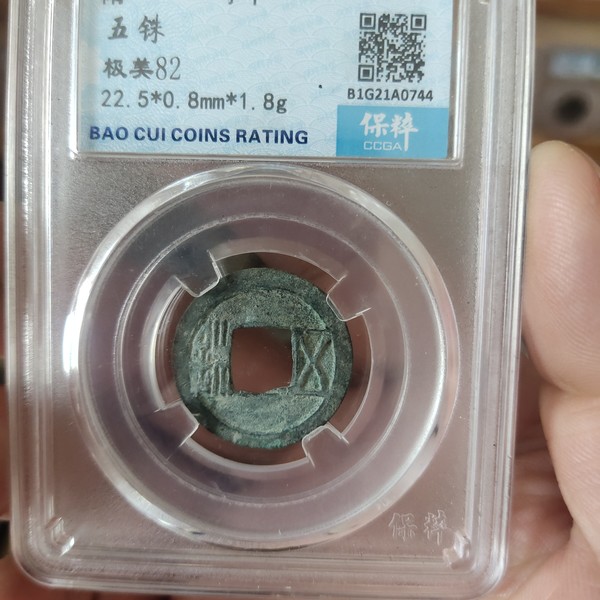 五铢
极美82
22.5*0.8mm*1.8g
BAO CUI COINS RATING
B1G21A0744
保粹
CCGA
五
保粹